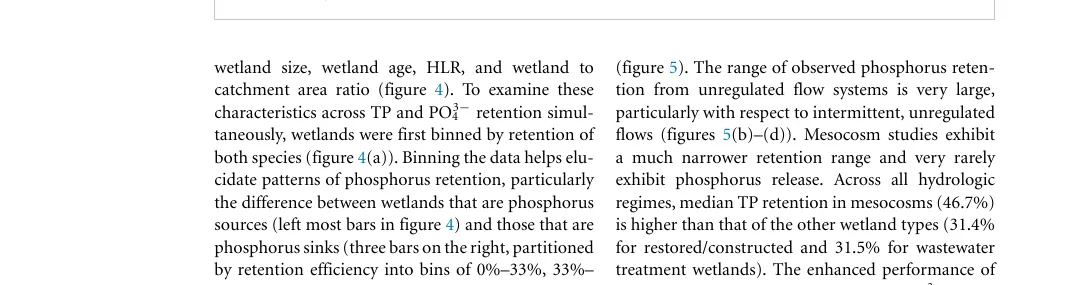 wetland size, wetland age, HLR, and wetland to
catchment area ratio (figure 4). To examine these
characteristics across TP and PO₄³⁻ retention simul-
taneously, wetlands were first binned by retention of
both species (figure 4(a)). Binning the data helps elu-
cidate patterns of phosphorus retention, particularly
the difference between wetlands that are phosphorus
sources (left most bars in figure 4) and those that are
phosphorus sinks (three bars on the right, partitioned
by retention efficiency into bins of 0%–33%, 33%–
(figure 5). The range of observed phosphorus reten-
tion from unregulated flow systems is very large,
particularly with respect to intermittent, unregulated
flows (figures 5(b)–(d)). Mesocosm studies exhibit
a much narrower retention range and very rarely
exhibit phosphorus release. Across all hydrologic
regimes, median TP retention in mesocosms (46.7%)
is higher than that of the other wetland types (31.4%
for restored/constructed and 31.5% for wastewater
treatment wetlands). The enhanced performance of